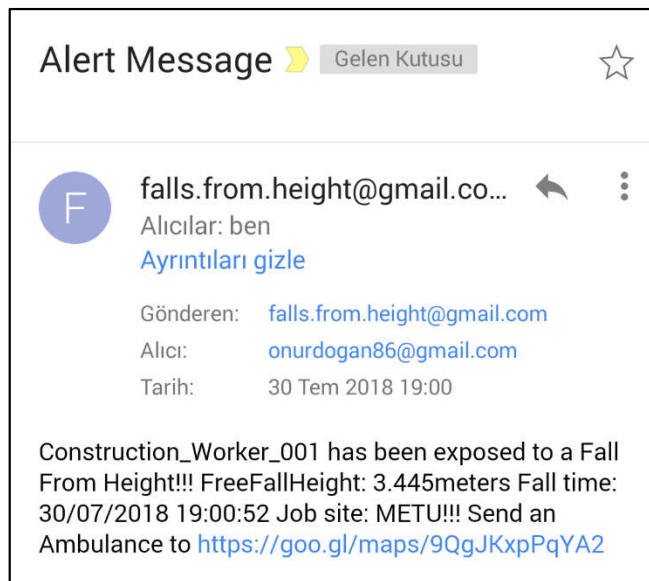 Alert Message Gelen Kutusu
F
falls.from.height@gmail.co...
Alıcılar: ben
Ayrıntıları gizle
Gönderen: falls.from.height@gmail.com
Alıcı: onurdogan86@gmail.com
Tarih: 30 Tem 2018 19:00
Construction_Worker_001 has been exposed to a Fall
From Height!!! FreeFallHeight: 3.445meters Fall time:
30/07/2018 19:00:52 Job site: METU!!! Send an
Ambulance to https://goo.gl/maps/9QgJKxpPqYA2